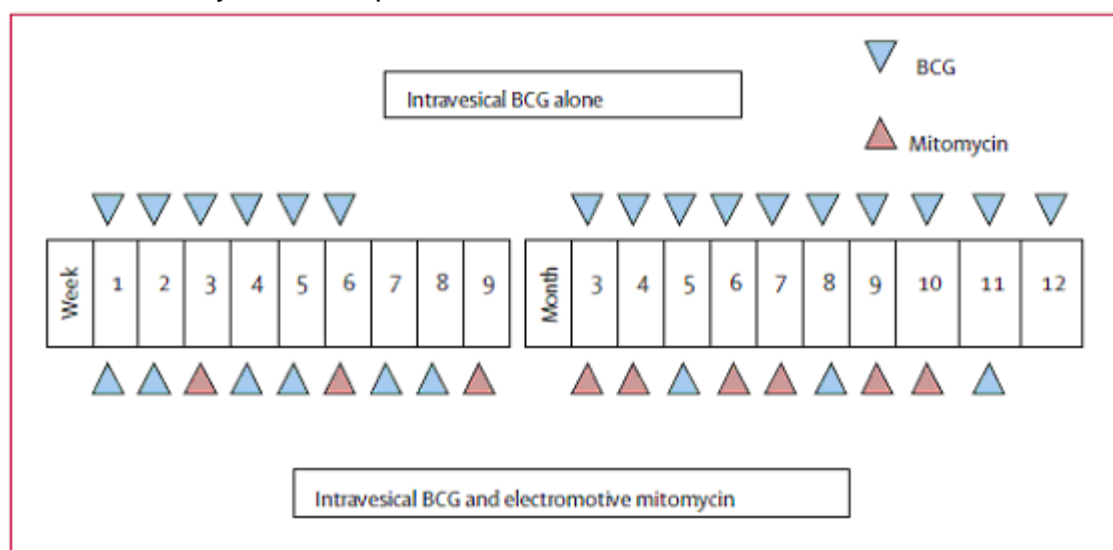 BCG
Intravesical BCG alone
Mitomycin
Week 1 2 3 4 5 6 7 8 9 Month 3 4 5 6 7 8 9 10 11 12
Intravesical BCG and electromotive mitomycin